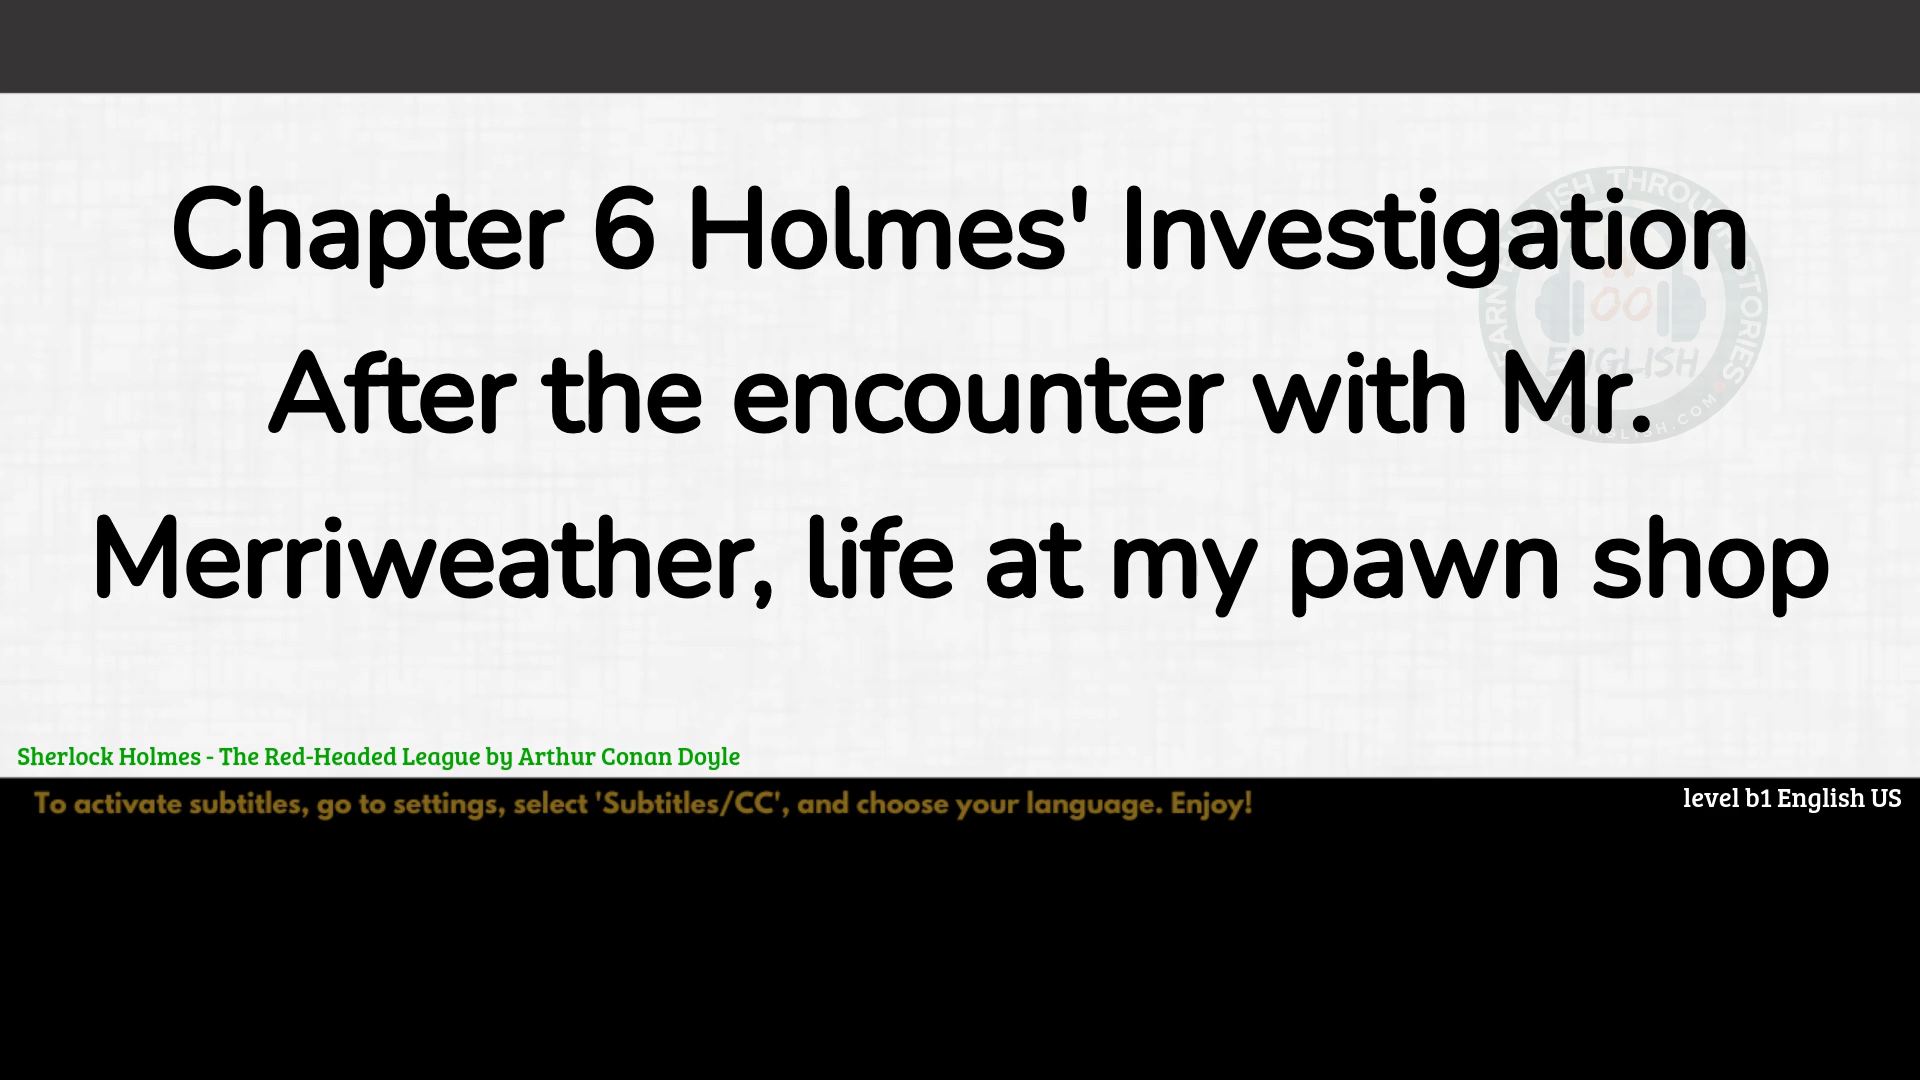 Chapter 6 Holmes' Investigation
After the encounter with Mr.
Merriweather, life at my pawn shop
ENGLISH
Sherlock Holmes - The Red-Headed League by Arthur Conan Doyle
To activate subtitles, go to settings, select 'Subtitles/CC', and choose your language. Enjoy!
level b1 English US